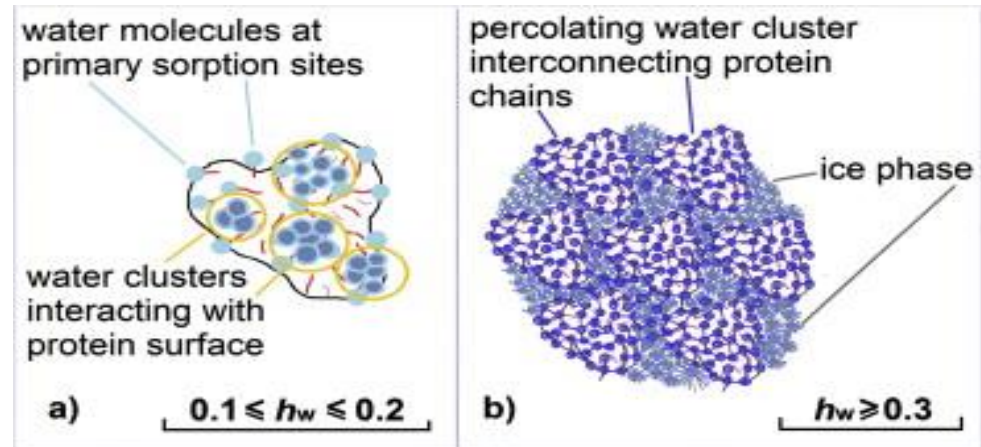 water molecules at
primary sorption sites
water clusters
interacting with
protein surface
a)
0.1 ≤ hw ≤ 0.2
percolating water cluster
interconnecting protein
chains
ice phase
b)
hw ≥ 0.3